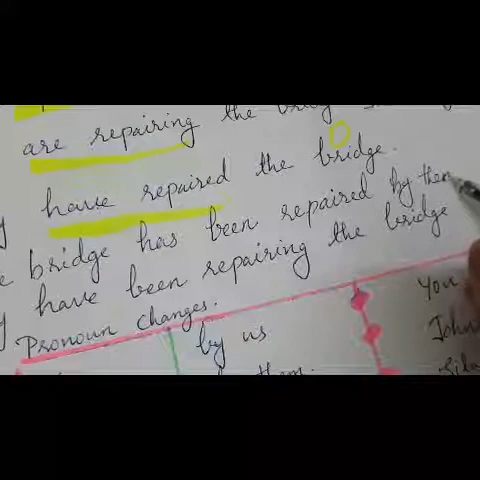 are repairing the
have repaired the bridge.
bridge has been repaired by them
have been repairing the bridge
Pronoun changes.
by us
You
John
them.